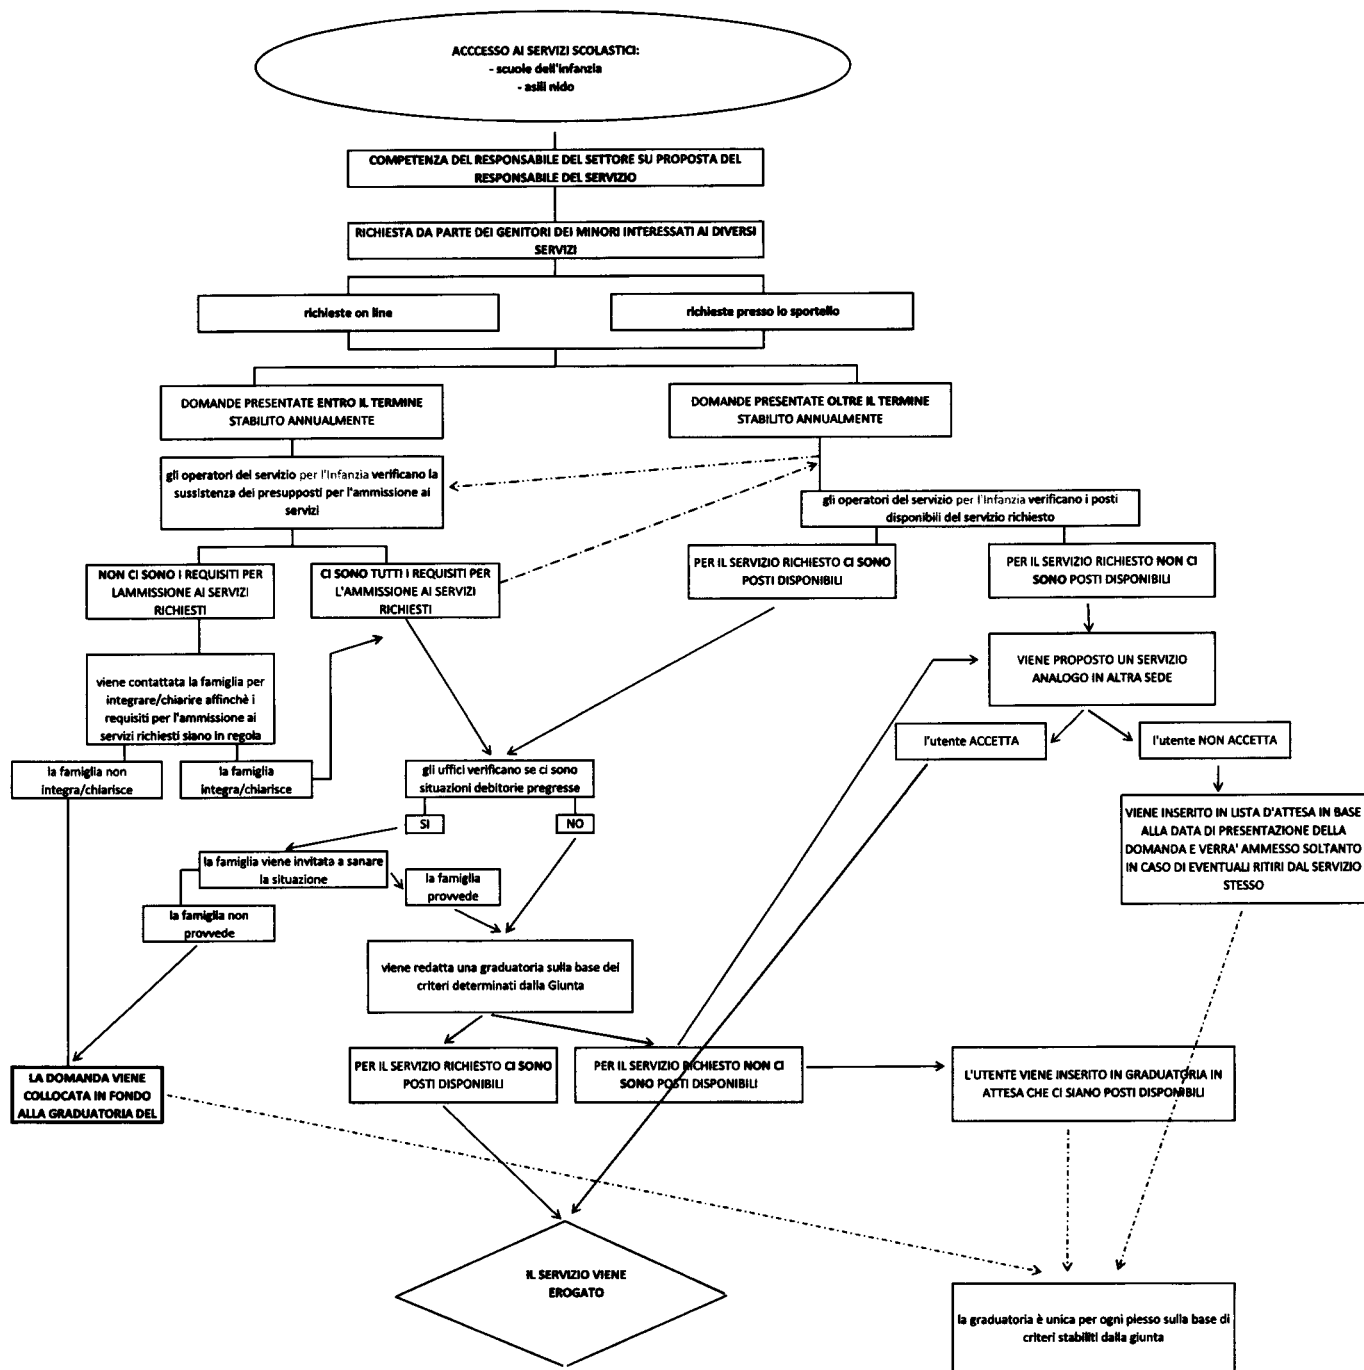 ACCCESSO AI SERVIZI SCOLASTICI:
- scuole dell'infanzia
- asili nido
COMPETENZA DEL RESPONSABILE DEL SETTORE SU PROPOSTA DEL
RESPONSABILE DEL SERVIZIO
RICHIESTA DA PARTE DEI GENITORI DEI MINORI INTERESSATI AI DIVERSI
SERVIZI
richieste on line
richieste presso lo sportello
DOMANDE PRESENTATE ENTRO IL TERMINE
STABILITO ANNUALMENTE
DOMANDE PRESENTATE OLTRE IL TERMINE
STABILITO ANNUALMENTE
gli operatori del servizio per l'Infanzia verificano la
sussistenza dei presupposti per l'ammissione ai
servizi
gli operatori del servizio per l'Infanzia verificano i posti
disponibili del servizio richiesto
NON CI SONO I REQUISITI PER
LAMMISSIONE AI SERVIZI
RICHIESTI
CI SONO TUTTI I REQUISITI PER
L'AMMISSIONE AI SERVIZI
RICHIESTI
PER IL SERVIZIO RICHIESTO CI SONO
POSTI DISPONIBILI
PER IL SERVIZIO RICHIESTO NON CI
SONO POSTI DISPONIBILI
viene contattata la famiglia per
integrare/chiarire affinchè i
requisiti per l'ammissione ai
servizi richiesti siano in regola
VIENE PROPOSTO UN SERVIZIO
ANALOGO IN ALTRA SEDE
l'utente ACCETTA
l'utente NON ACCETTA
la famiglia non
integra/chiarisce
la famiglia
integra/chiarisce
gli uffici verificano se ci sono
situazioni debitorie pregresse
SI
NO
VIENE INSERITO IN LISTA D'ATTESA IN BASE
ALLA DATA DI PRESENTAZIONE DELLA
DOMANDA E VERRA' AMMESSO SOLTANTO
IN CASO DI EVENTUALI RITIRI DAL SERVIZIO
STESSO
la famiglia viene invitata a sanare
la situazione
la famiglia
provvede
la famiglia non
provvede
viene redatta una graduatoria sulla base dei
criteri determinati dalla Giunta
PER IL SERVIZIO RICHIESTO CI SONO
POSTI DISPONIBILI
PER IL SERVIZIO RICHIESTO NON CI
SONO POSTI DISPONIBILI
L'UTENTE VIENE INSERITO IN GRADUATORIA IN
ATTESA CHE CI SIANO POSTI DISPONIBILI
LA DOMANDA VIENE
COLLOCATA IN FONDO
ALLA GRADUATORIA DEL
IL SERVIZIO VIENE
EROGATO
la graduatoria è unica per ogni plesso sulla base di
criteri stabiliti dalla giunta